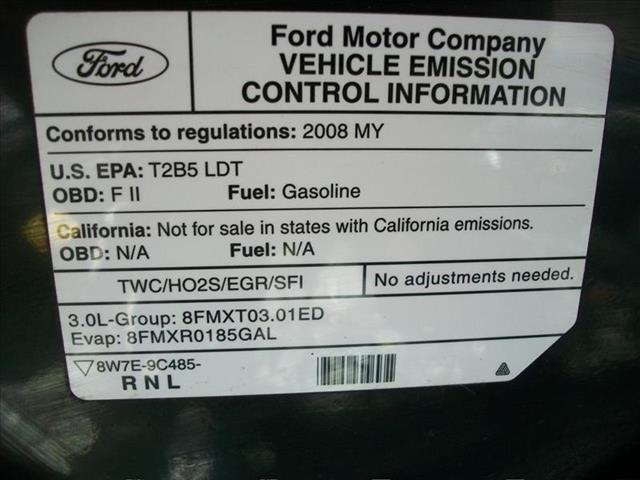 Ford
Ford Motor Company
VEHICLE EMISSION
CONTROL INFORMATION
Conforms to regulations: 2008 MY
U.S. EPA: T2B5 LDT
OBD: F II Fuel: Gasoline
California: Not for sale in states with California emissions.
OBD: N/A Fuel: N/A
TWC/HO2S/EGR/SFI No adjustments needed.
3.0L-Group: 8FMXT03.01ED
Evap: 8FMXR0185GAL
8W7E-9C485-
R N L